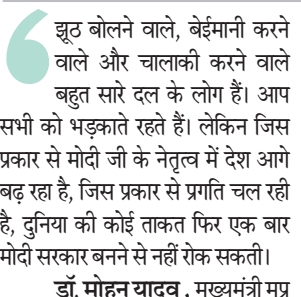 झूठ बोलने वाले, बेईमानी करने
वाले और चालाकी करने वाले
बहुत सारे दल के लोग हैं। आप
सभी को भड़काते रहते हैं। लेकिन जिस
प्रकार से मोदी जी के नेतृत्व में देश आगे
बढ़ रहा है, जिस प्रकार से प्रगति चल रही
है, दुनिया की कोई ताकत फिर एक बार
मोदी सरकार बनने से नहीं रोक सकती।
डॉ. मोहन यादव , मुख्यमंत्री मप्र